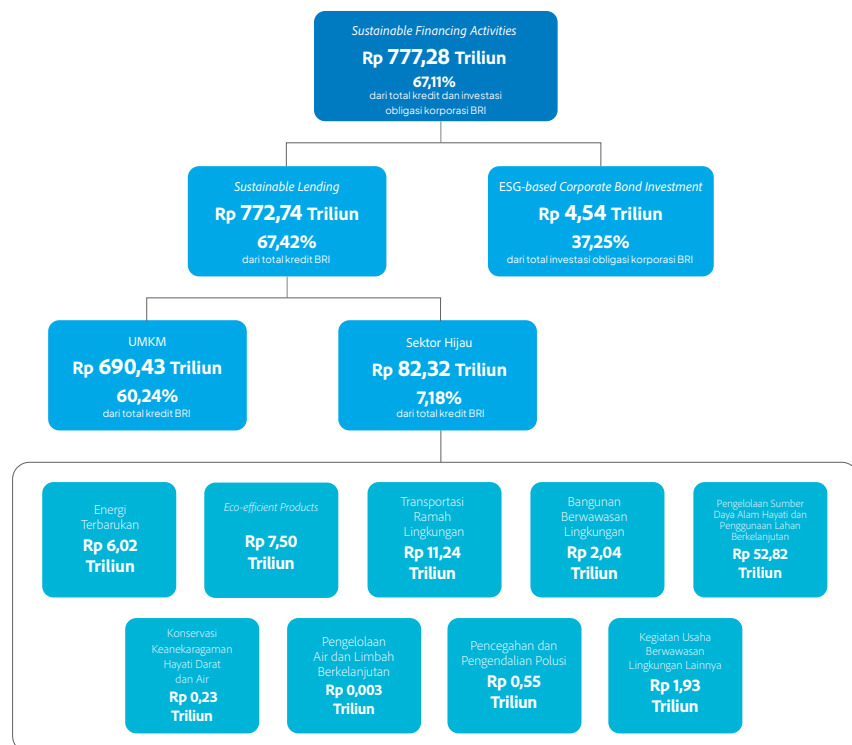 Sustainable Financing Activities
Rp 777,28 Triliun
67,11%
dari total kredit dan investasi
obligasi korporasi BRI
Sustainable Lending
Rp 772,74 Triliun
67,42%
dari total kredit BRI
ESG-based Corporate Bond Investment
Rp 4,54 Triliun
37,25%
dari total investasi obligasi korporasi BRI
UMKM
Rp 690,43 Triliun
60,24%
dari total kredit BRI
Sektor Hijau
Rp 82,32 Triliun
7,18%
dari total kredit BRI
Energi
Terbarukan
Rp 6,02
Triliun
Eco-efficient Products
Rp 7,50
Triliun
Transportasi
Ramah
Lingkungan
Rp 11,24
Triliun
Bangunan
Berwawasan
Lingkungan
Rp 2,04
Triliun
Pengelolaan Sumber
Daya Alam Hayati dan
Penggunaan Lahan
Berkelanjutan
Rp 52,82
Triliun
Konservasi
Keanekaragaman
Hayati Darat
dan Air
Rp 0,23
Triliun
Pengelolaan
Air dan Limbah
Berkelanjutan
Rp 0,003
Triliun
Pencegahan dan
Pengendalian Polusi
Rp 0,55
Triliun
Kegiatan Usaha
Berwawasan
Lingkungan Lainnya
Rp 1,93
Triliun